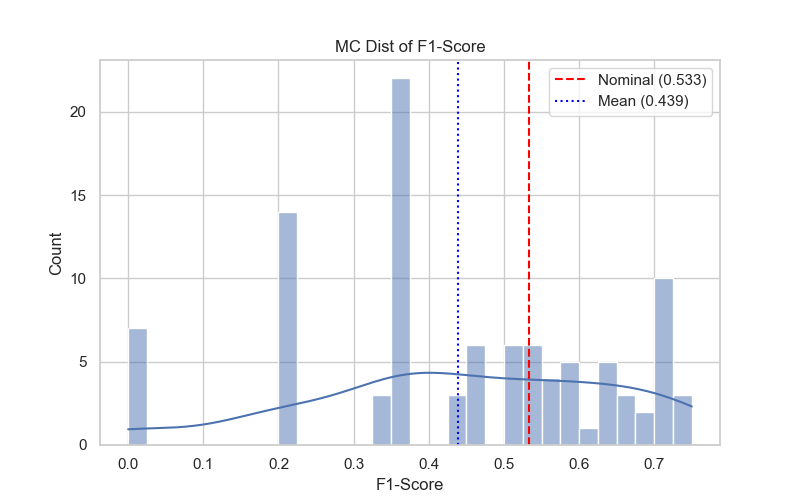 MC Dist of F1-Score
Nominal (0.533)
Mean (0.439)
Count
20
15
10
5
0
0.0 0.1 0.2 0.3 0.4 0.5 0.6 0.7
F1-Score